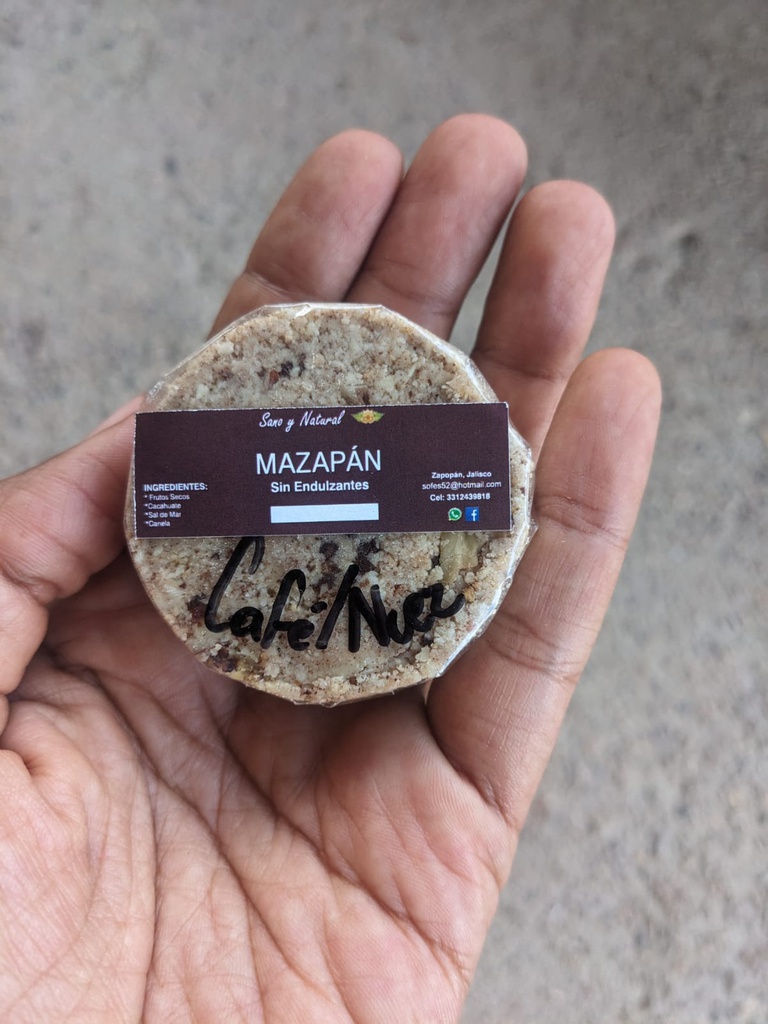 Sano y Natural
MAZAPÁN
Sin Endulzantes
INGREDIENTES:
* Frutos Secos
*Cacahuate
*Sal de Mar
*Canela
Zapopán, Jalisco
sofes52@hotmail.com
Cel: 3312439818
Café/Nuez